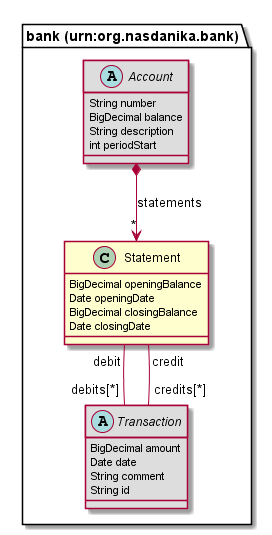 bank (urn:org.nasdanika.bank)
A Account
String number
BigDecimal balance
String description
int periodStart
statements
*
C Statement
BigDecimal openingBalance
Date openingDate
BigDecimal closingBalance
Date closingDate
debit credit
debits[*] credits[*]
A Transaction
BigDecimal amount
Date date
String comment
String id